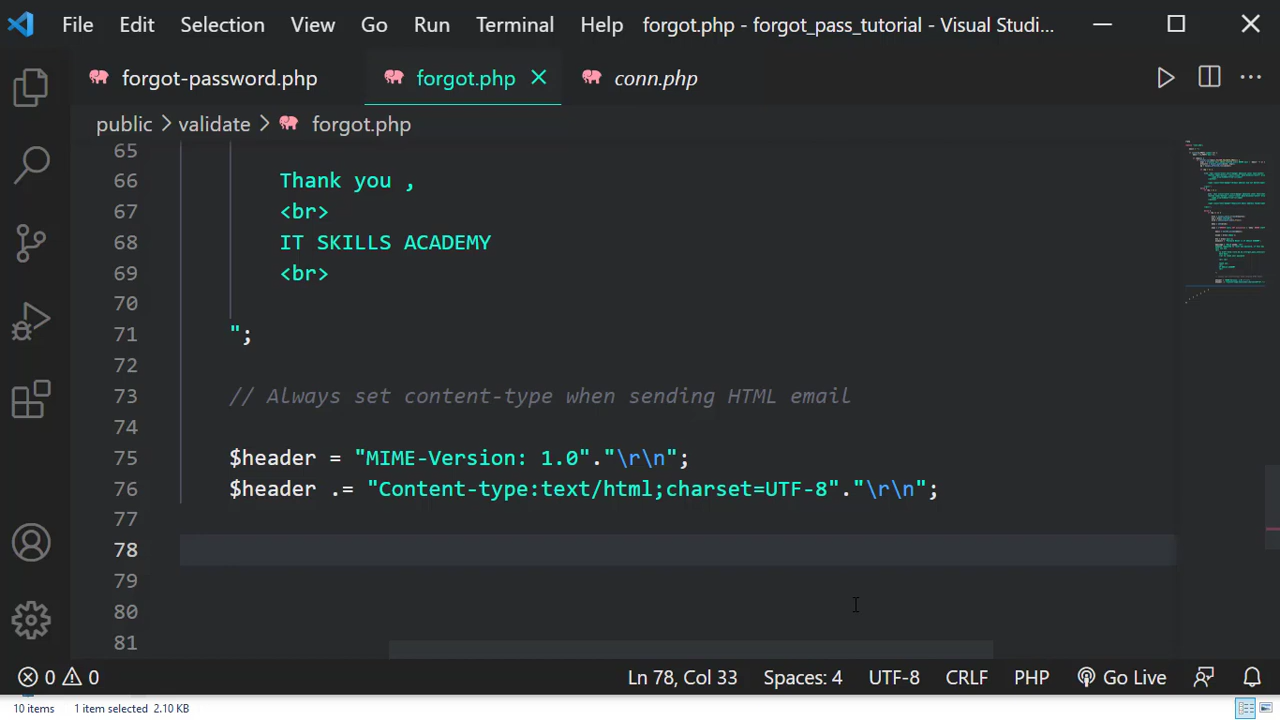 File Edit Selection View Go Run Terminal Help forgot.php - forgot_pass_tutorial - Visual Studi...
forgot-password.php forgot.php conn.php
public validate forgot.php
65
66 Thank you ,
67 <br>
68 IT SKILLS ACADEMY
69 <br>
70
71 ";
72
73 // Always set content-type when sending HTML email
74
75 $header = "MIME-Version: 1.0"."\r\n";
76 $header .= "Content-type:text/html;charset=UTF-8"."\r\n";
77
78
79
80
81
0 0 Ln 78, Col 33 Spaces: 4 UTF-8 CRLF PHP Go Live
10 items 1 item selected 2.10 KB